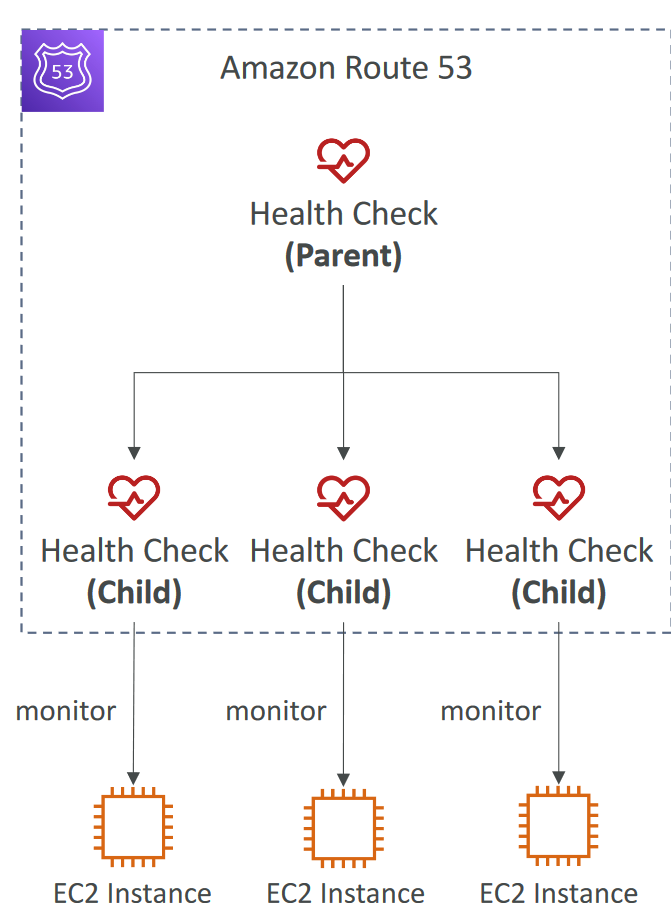 53
Amazon Route 53
Health Check
(Parent)
Health Check Health Check Health Check
(Child) (Child) (Child)
monitor monitor monitor
EC2 Instance EC2 Instance EC2 Instance